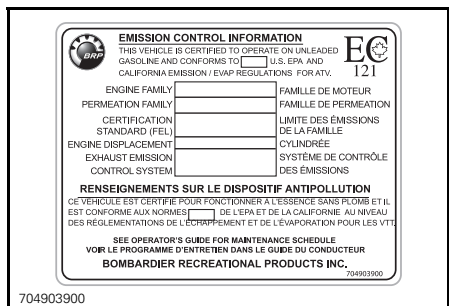 EMISSION CONTROL INFORMATION
THIS VEHICLE IS CERTIFIED TO OPERATE ON UNLEADED
GASOLINE AND CONFORMS TO U.S. EPA AND
CALIFORNIA EMISSION / EVAP REGULATIONS FOR ATV.
BRP
EC
121
ENGINE FAMILY FAMILLE DE MOTEUR
PERMEATION FAMILY FAMILLE DE PERMEATION
CERTIFICATION LIMITE DES ÉMISSIONS
STANDARD (FEL) DE LA FAMILLE
ENGINE DISPLACEMENT CYLINDRÉE
EXHAUST EMISSION SYSTÈME DE CONTRÔLE
CONTROL SYSTEM DES ÉMISSIONS
RENSEIGNEMENTS SUR LE DISPOSITIF ANTIPOLLUTION
CE VEHICULE EST CERTIFIE POUR FONCTIONNER À L'ESSENCE SANS PLOMB ET IL
EST CONFORME AUX NORMES DE L'EPA ET DE LA CALIFORNIE AU NIVEAU
DES RÉGLEMENTATIONS DE L'ÉCHAPPEMENT ET DE L'ÉVAPORATION POUR LES VTT.
SEE OPERATOR'S GUIDE FOR MAINTENANCE SCHEDULE
VOIR LE PROGRAMME D'ENTRETIEN DANS LE GUIDE DU CONDUCTEUR
BOMBARDIER RECREATIONAL PRODUCTS INC.
704903900
704903900